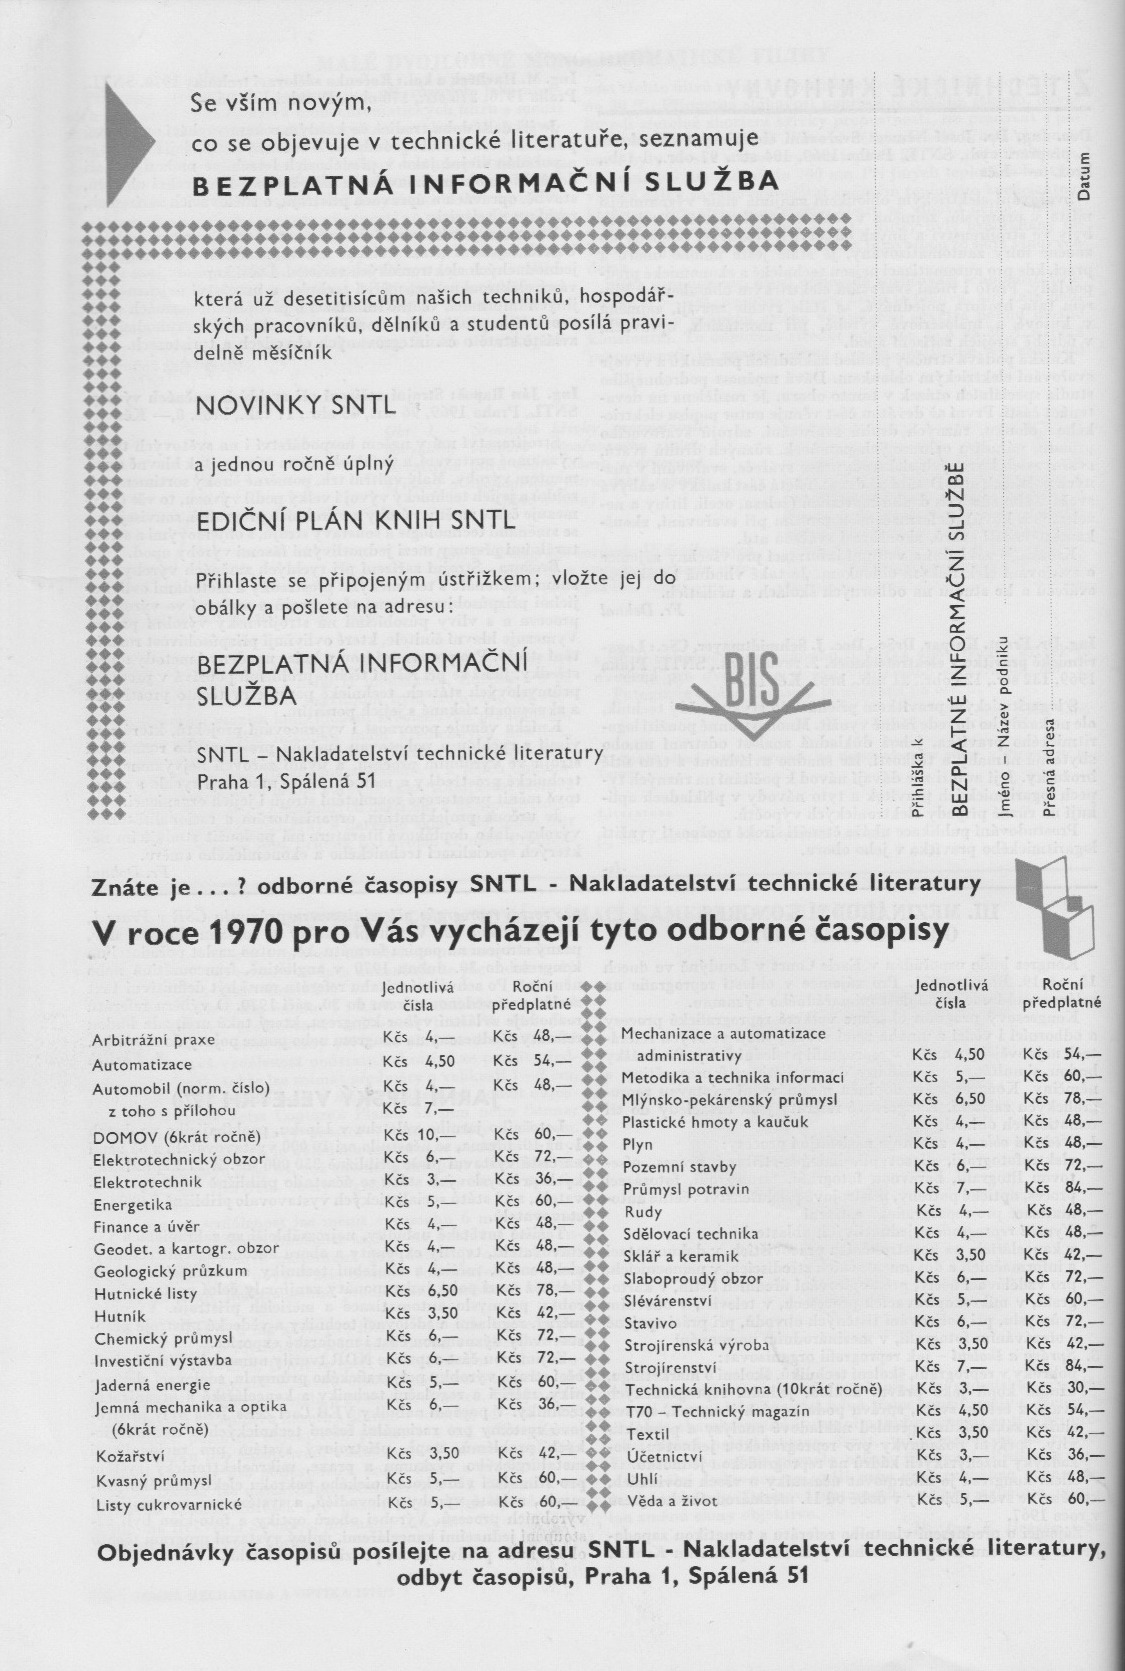 Se vším novým,
co se objevuje v technické literatuře, seznamuje
BEZPLATNÁ INFORMAČNÍ SLUŽBA
která už desetitisícům našich techniků, hospodář-
ských pracovníků, dělníků a studentů posílá pravi-
delně měsíčník
NOVINKY SNTL
a jednou ročně úplný
EDIČNÍ PLÁN KNIH SNTL
Přihlaste se připojeným ústřižkem; vložte jej do
obálky a pošlete na adresu:
BEZPLATNÁ INFORMAČNÍ
SLUŽBA
SNTL – Nakladatelství technické literatury
Praha 1, Spálená 51
BIS
Přihláška k
BEZPLATNÉ INFORMAČNÍ SLUŽBĚ
Jméno – Název podniku
Přesná adresa
Datum
Znáte je...? odborné časopisy SNTL - Nakladatelství technické literatury
V roce 1970 pro Vás vycházejí tyto odborné časopisy
Jednotlivá čísla Roční předplatné
Arbitrážní praxe Kčs 4,— Kčs 48,—
Automatizace Kčs 4,50 Kčs 54,—
Automobil (norm. číslo) Kčs 4,— Kčs 48,—
z toho s přílohou Kčs 7,—
DOMOV (6krát ročně) Kčs 10,— Kčs 60,—
Elektrotechnický obzor Kčs 6,— Kčs 72,—
Elektrotechnik Kčs 3,— Kčs 36,—
Energetika Kčs 5,— Kčs 60,—
Finance a úvěr Kčs 4,— Kčs 48,—
Geodet. a kartogr. obzor Kčs 4,— Kčs 48,—
Geologický průzkum Kčs 4,— Kčs 48,—
Hutnické listy Kčs 6,50 Kčs 78,—
Hutník Kčs 3,50 Kčs 42,—
Chemický průmysl Kčs 6,— Kčs 72,—
Investiční výstavba Kčs 6,— Kčs 72,—
Jaderná energie Kčs 5,— Kčs 60,—
Jemná mechanika a optika Kčs 6,— Kčs 36,—
(6krát ročně)
Kožařství Kčs 3,50 Kčs 42,—
Kvasný průmysl Kčs 5,— Kčs 60,—
Listy cukrovarnické Kčs 5,— Kčs 60,—
Jednotlivá čísla Roční předplatné
Mechanizace a automatizace
administrativy Kčs 4,50 Kčs 54,—
Metodika a technika informací Kčs 5,— Kčs 60,—
Mlýnsko-pekárenský průmysl Kčs 6,50 Kčs 78,—
Plastické hmoty a kaučuk Kčs 4,— Kčs 48,—
Plyn Kčs 4,— Kčs 48,—
Pozemní stavby Kčs 6,— Kčs 72,—
Průmysl potravin Kčs 7,— Kčs 84,—
Rudy Kčs 4,— Kčs 48,—
Sdělovací technika Kčs 4,— Kčs 48,—
Sklář a keramik Kčs 3,50 Kčs 42,—
Slaboproudý obzor Kčs 6,— Kčs 72,—
Slévárenství Kčs 5,— Kčs 60,—
Stavivo Kčs 6,— Kčs 72,—
Strojírenská výroba Kčs 3,50 Kčs 42,—
Strojírenství Kčs 7,— Kčs 84,—
Technická knihovna (10krát ročně) Kčs 3,— Kčs 30,—
T70 – Technický magazín Kčs 4,50 Kčs 54,—
Textil Kčs 3,50 Kčs 42,—
Účetnictví Kčs 3,— Kčs 36,—
Uhlí Kčs 4,— Kčs 48,—
Věda a život Kčs 5,— Kčs 60,—
Objednávky časopisů posílejte na adresu SNTL - Nakladatelství technické literatury,
odbyt časopisů, Praha 1, Spálená 51